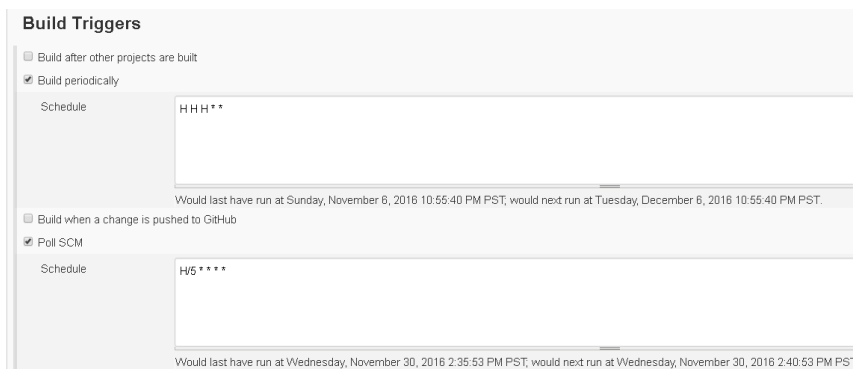 Build Triggers
Build after other projects are built
Build periodically
Schedule
H H H * *
Would last have run at Sunday, November 6, 2016 10:55:40 PM PST; would next run at Tuesday, December 6, 2016 10:55:40 PM PST.
Build when a change is pushed to GitHub
Poll SCM
Schedule
H/5 * * * *
Would last have run at Wednesday, November 30, 2016 2:35:53 PM PST; would next run at Wednesday, November 30, 2016 2:40:53 PM PST